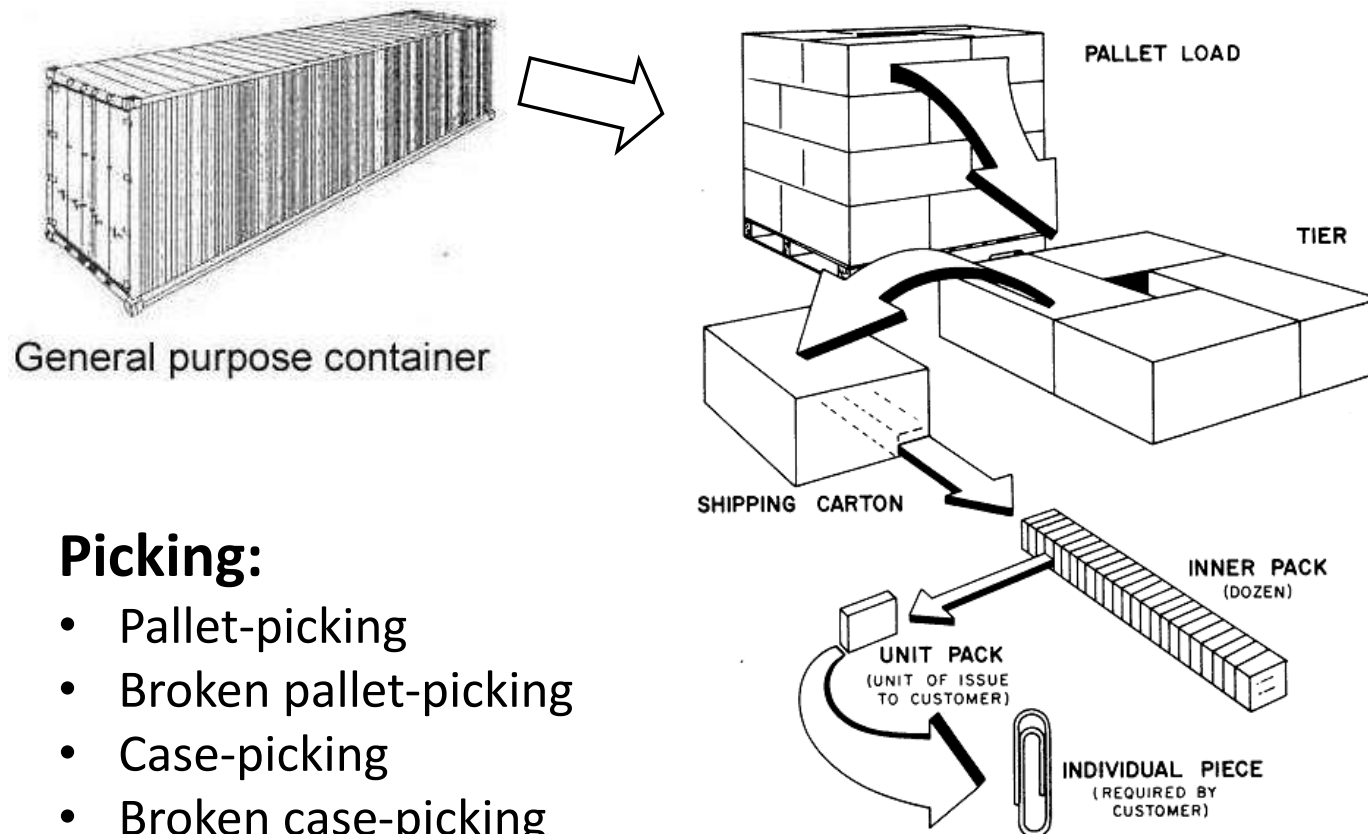 General purpose container
PALLET LOAD
TIER
SHIPPING CARTON
INNER PACK
(DOZEN)
UNIT PACK
(UNIT OF ISSUE
TO CUSTOMER)
INDIVIDUAL PIECE
(REQUIRED BY
CUSTOMER)
Picking:
• Pallet-picking
• Broken pallet-picking
• Case-picking
• Broken case-picking